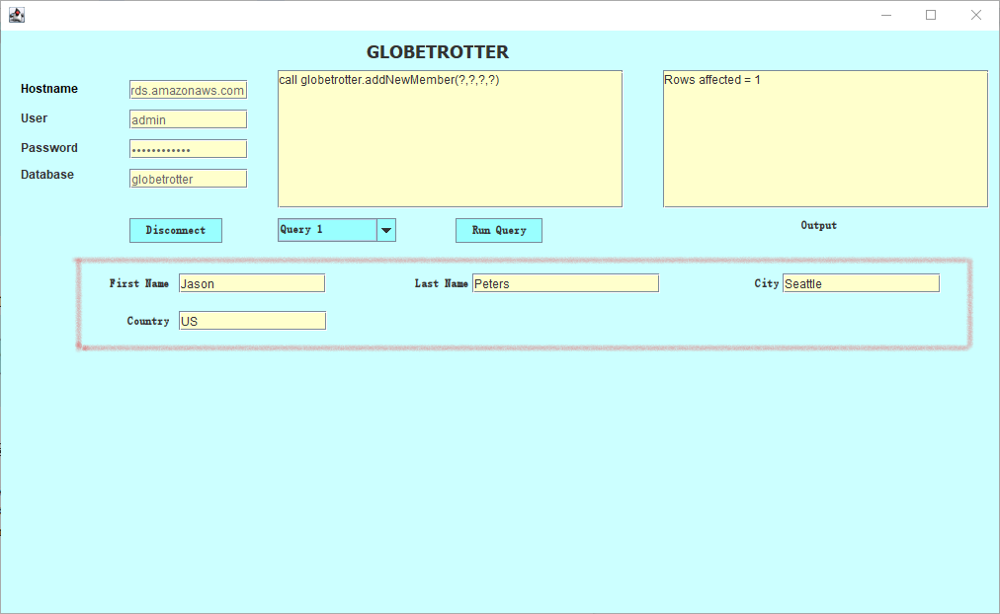 GLOBETROTTER
Hostname
rds.amazonaws.com
User
admin
Password
••••••••••••
Database
globetrotter
call globetrotter.addNewMember(?,?,?,?)
Rows affected = 1
Disconnect
Query 1
Run Query
Output
First Name Jason
Last Name Peters
City Seattle
Country US